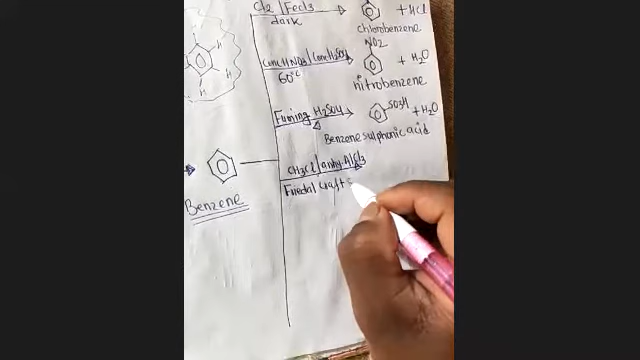 Cl2 | FeCl3
dark
+ HCl
chlorobenzene
NO2
Conc HNO3 | Conc H2SO4
60°C
+ H2O
nitrobenzene
Fuming H2SO4
Δ
SO3H
+ H2O
Benzene sulphonic acid
H
H
H
CH3Cl | anhy. AlCl3
Friedal craft
Benzene